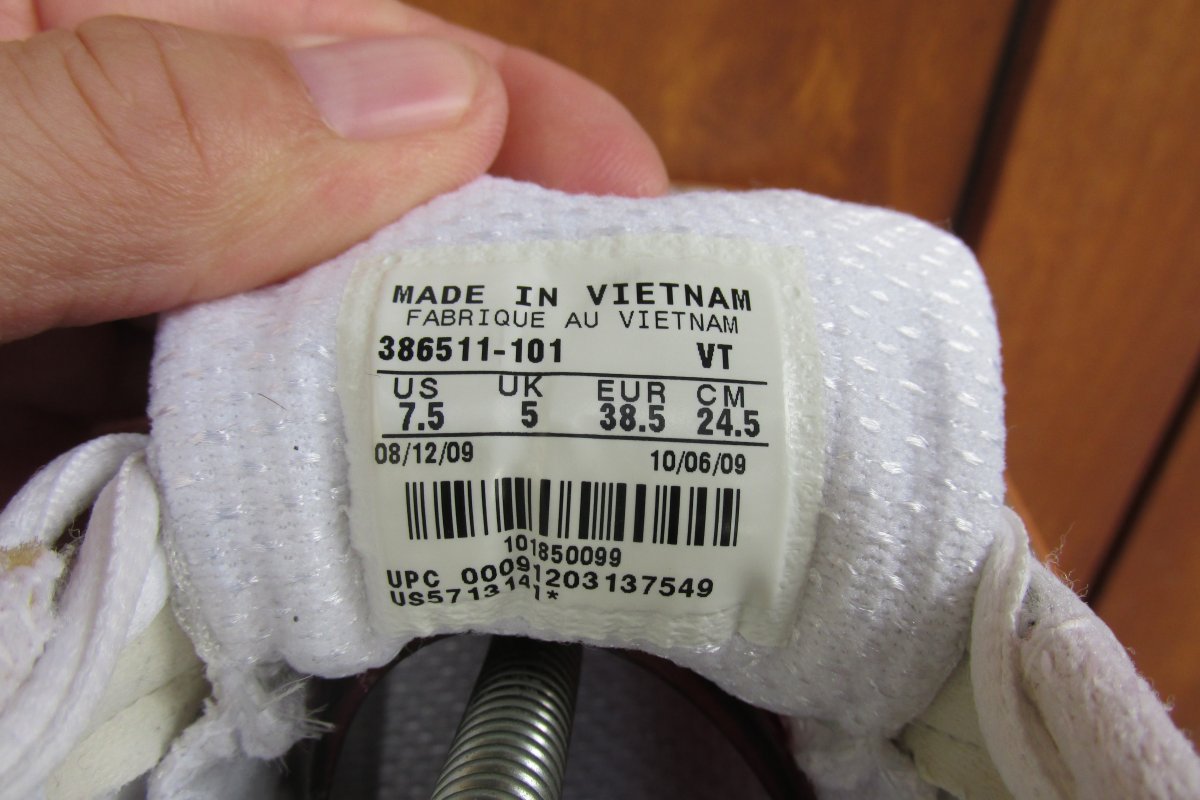 MADE IN VIETNAM
FABRIQUE AU VIETNAM
386511-101 VT
US UK EUR CM
7.5 5 38.5 24.5
08/12/09 10/06/09
101850099
UPC 00091203137549